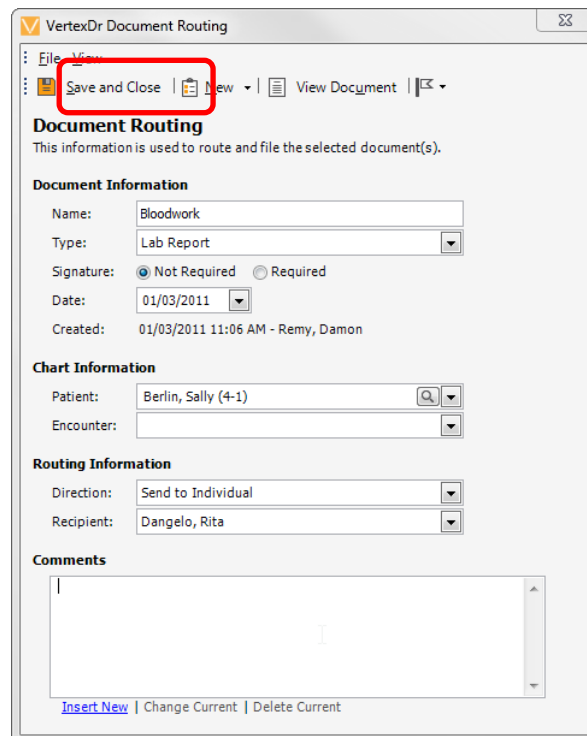 VertexDr Document Routing
File View
Save and Close | New | View Document |
Document Routing
This information is used to route and file the selected document(s).
Document Information
Name: Bloodwork
Type: Lab Report
Signature: Not Required Required
Date: 01/03/2011
Created: 01/03/2011 11:06 AM - Remy, Damon
Chart Information
Patient: Berlin, Sally (4-1)
Encounter:
Routing Information
Direction: Send to Individual
Recipient: Dangelo, Rita
Comments
Insert New | Change Current | Delete Current